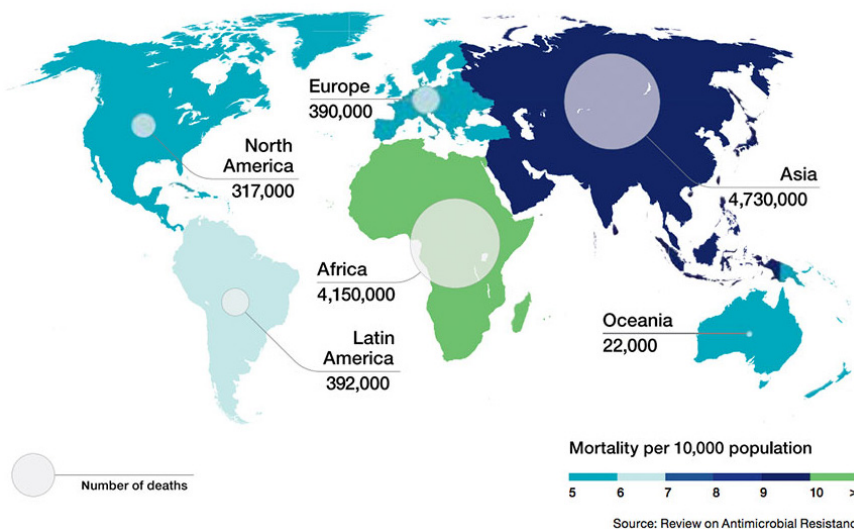 Europe
390,000
North
America
317,000
Asia
4,730,000
Africa
4,150,000
Oceania
22,000
Latin
America
392,000
Mortality per 10,000 population
Number of deaths
5 6 7 8 9 10 >
Source: Review on Antimicrobial Resistanc